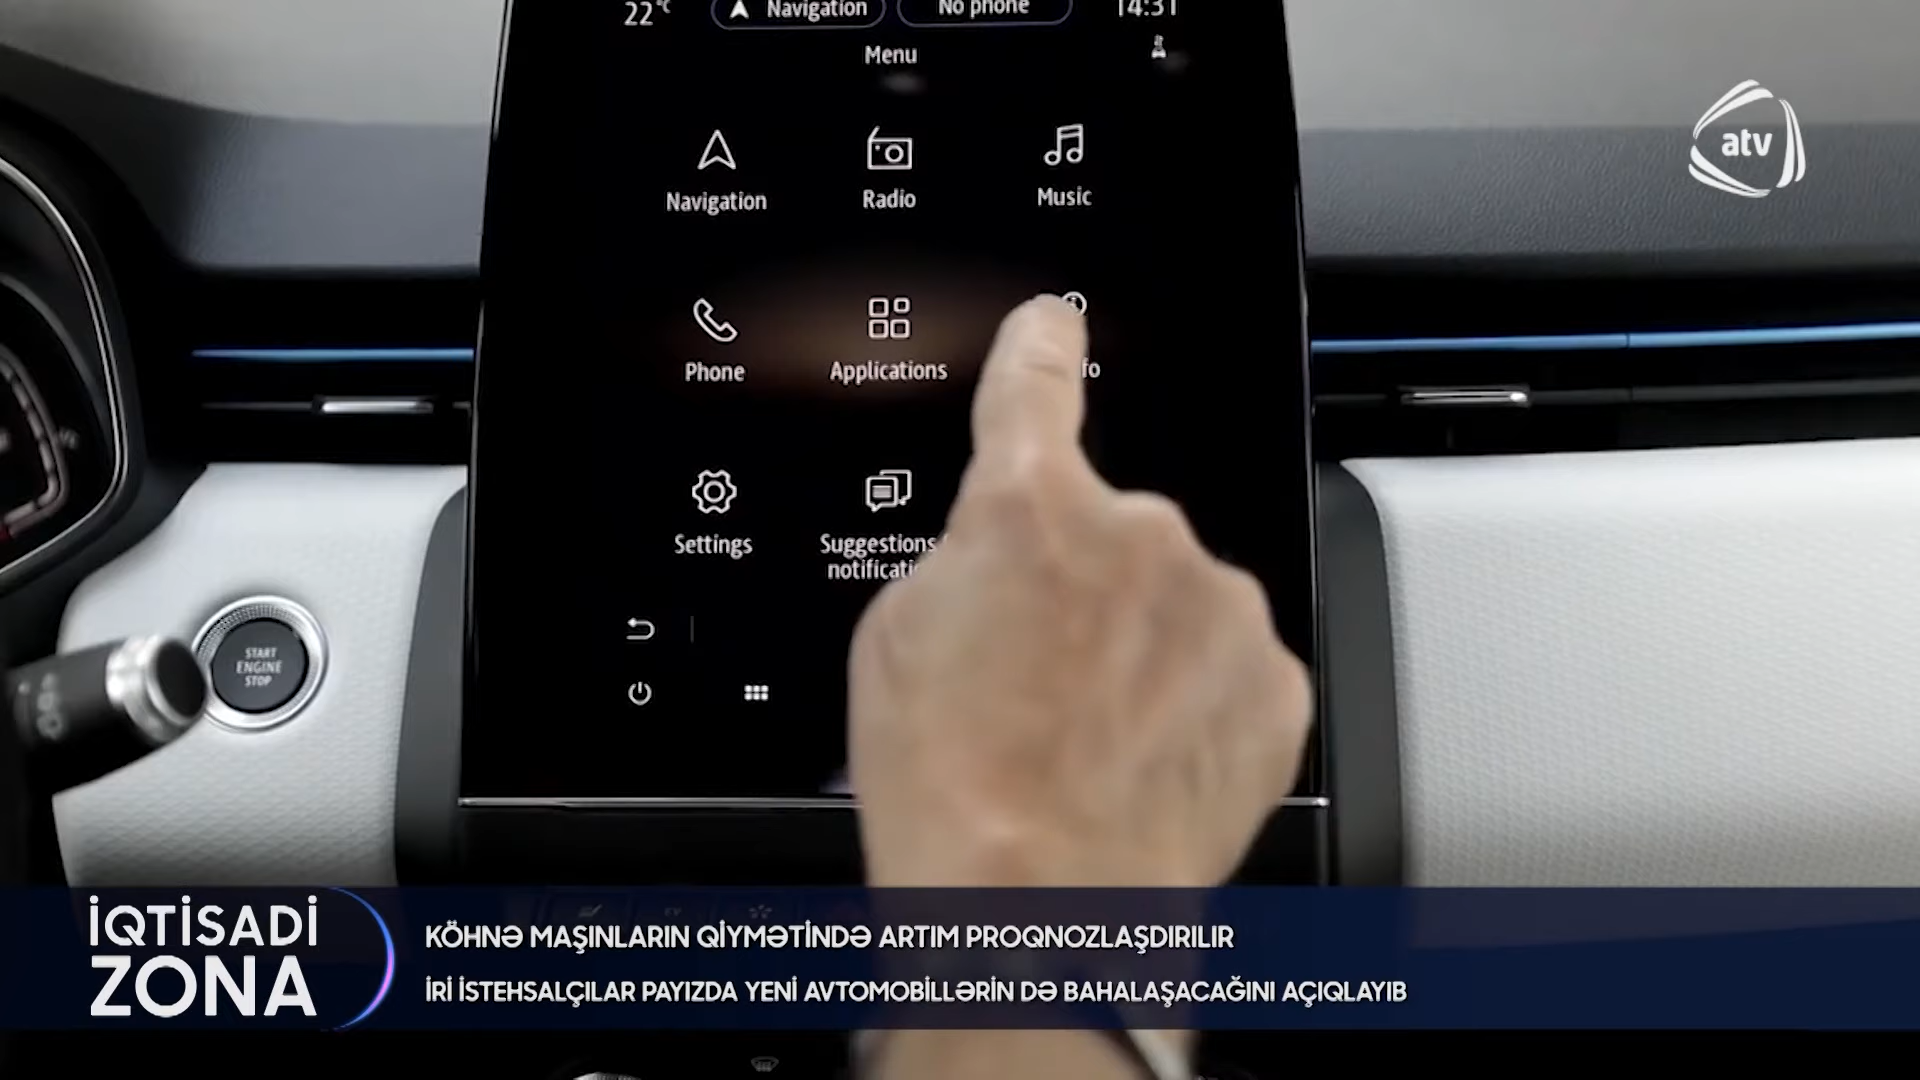 22°C
Navigation
No phone
14:31
Menu
atv
Navigation
Radio
Music
Phone
Applications
Settings
Suggestions
START
ENGINE
STOP
İQTİSADİ
ZONA
KÖHNƏ MAŞINLARIN QİYMƏTİNDƏ ARTIM PROQNOZLAŞDIRILIR
İRİ İSTEHSALÇILAR PAYIZDA YENİ AVTOMOBİLLƏRİN DƏ BAHALAŞACAĞINI AÇIQLAYIB